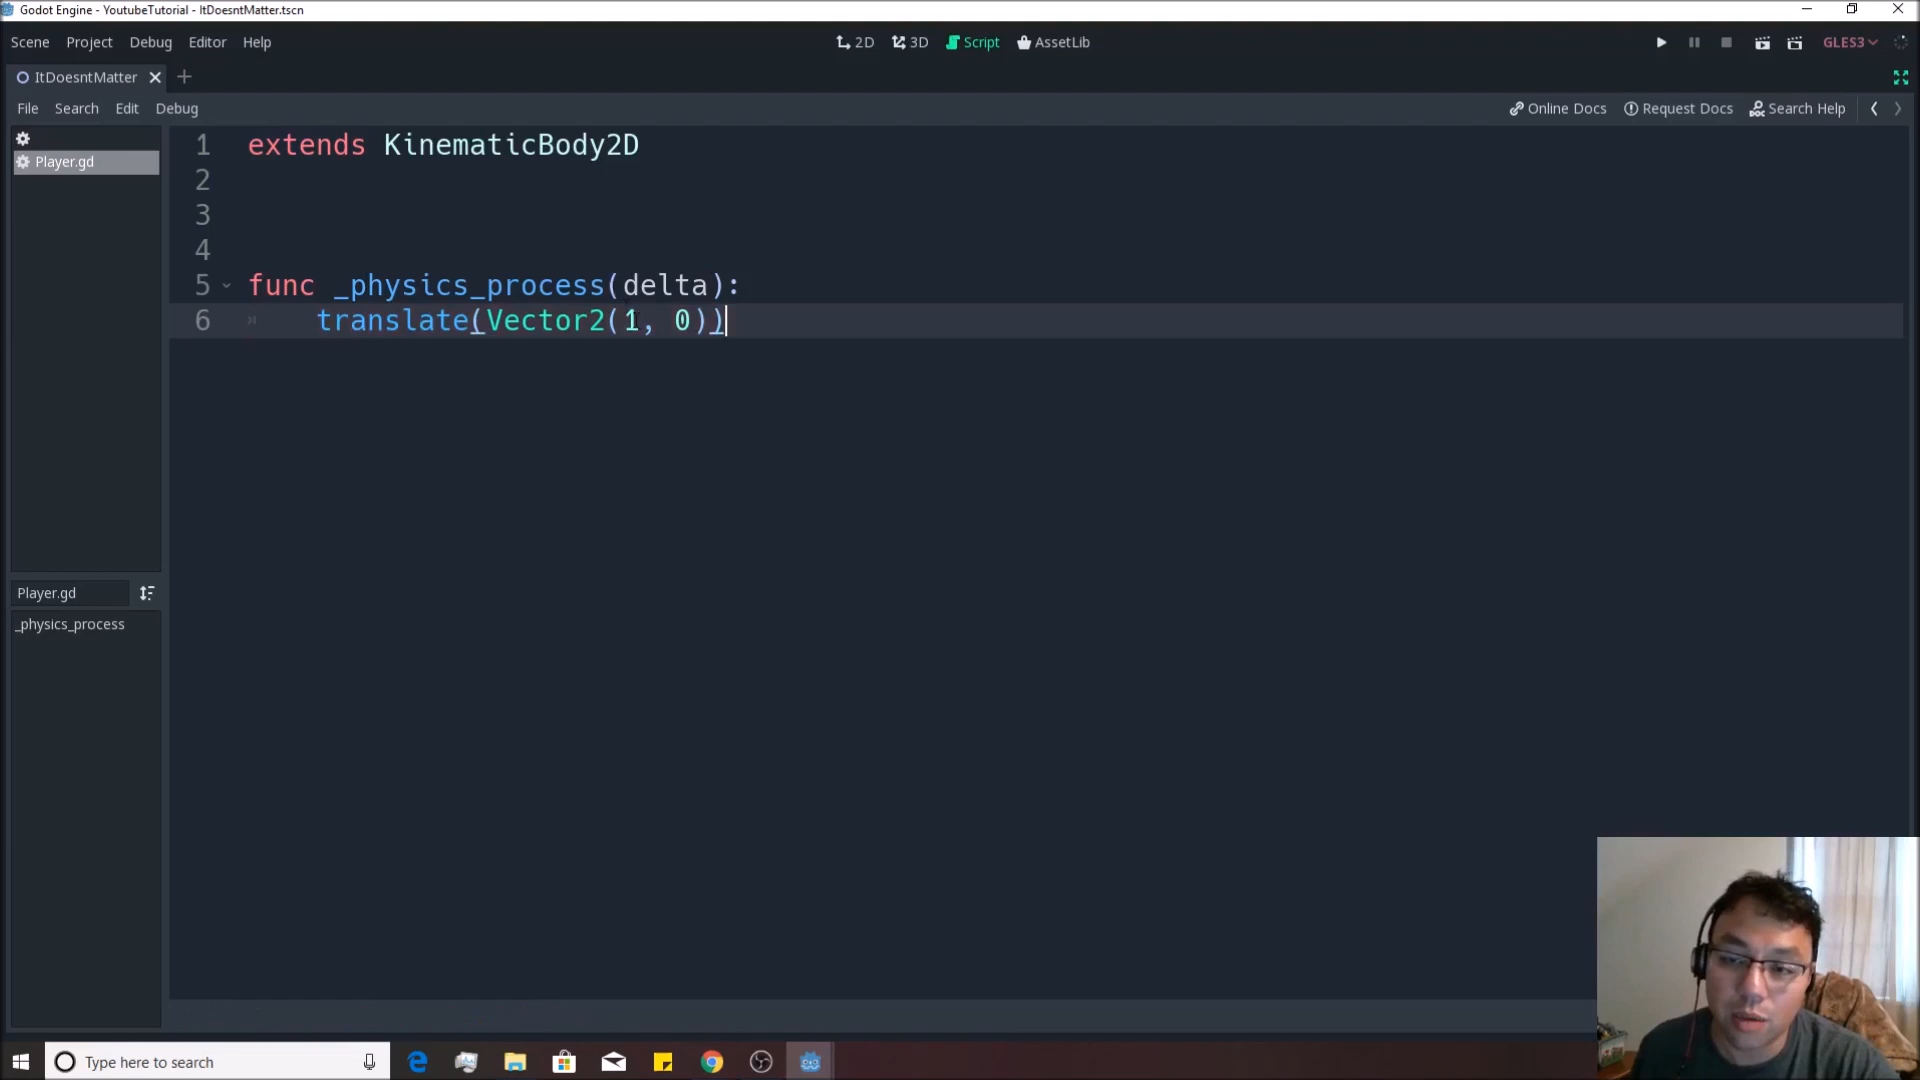 Godot Engine - YoutubeTutorial - ItDoesntMatter.tscn
Scene Project Debug Editor Help
2D 3D Script AssetLib
GLES3
ItDoesntMatter
File Search Edit Debug
Online Docs Request Docs Search Help
Player.gd
1 extends KinematicBody2D
2
3
4
5 func _physics_process(delta):
6 translate(Vector2(1, 0))
Player.gd
_physics_process
Type here to search